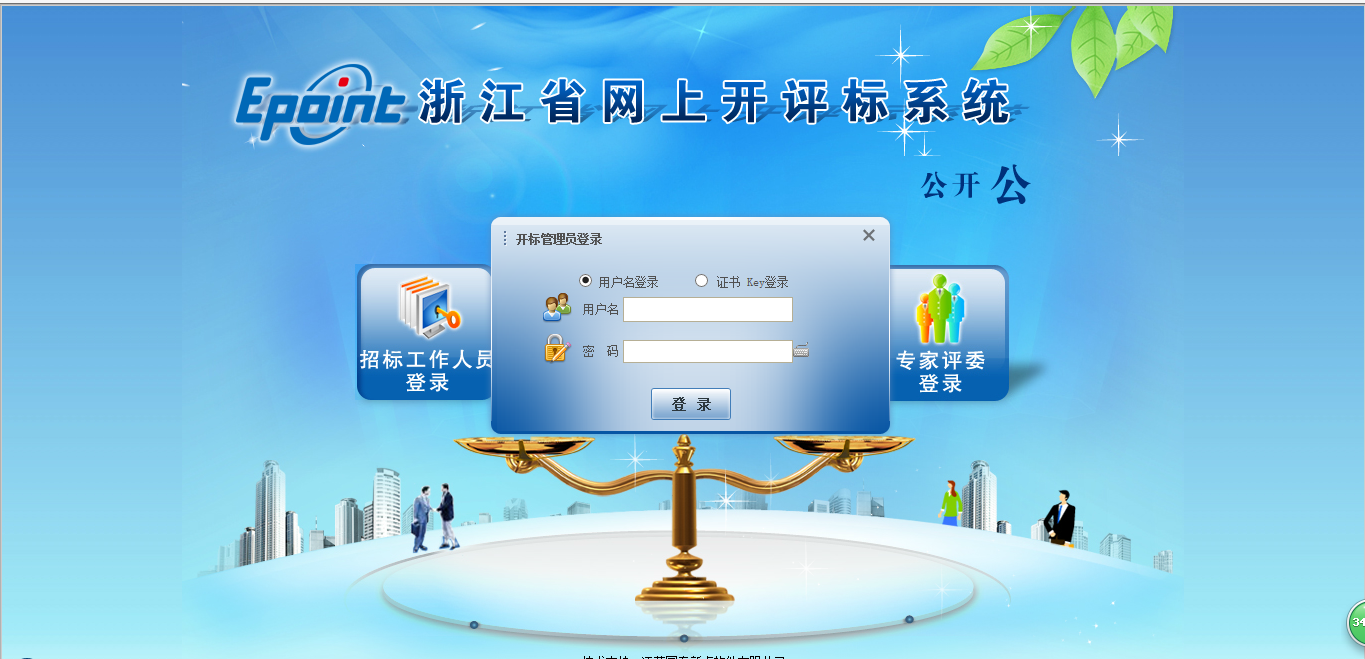 Epoint 浙江省网上开评标系统
公开 公
开标管理员登录
用户名登录 证书 Key登录
用户名
密 码
登 录
招标工作人员
登录
专家评委
登录
34